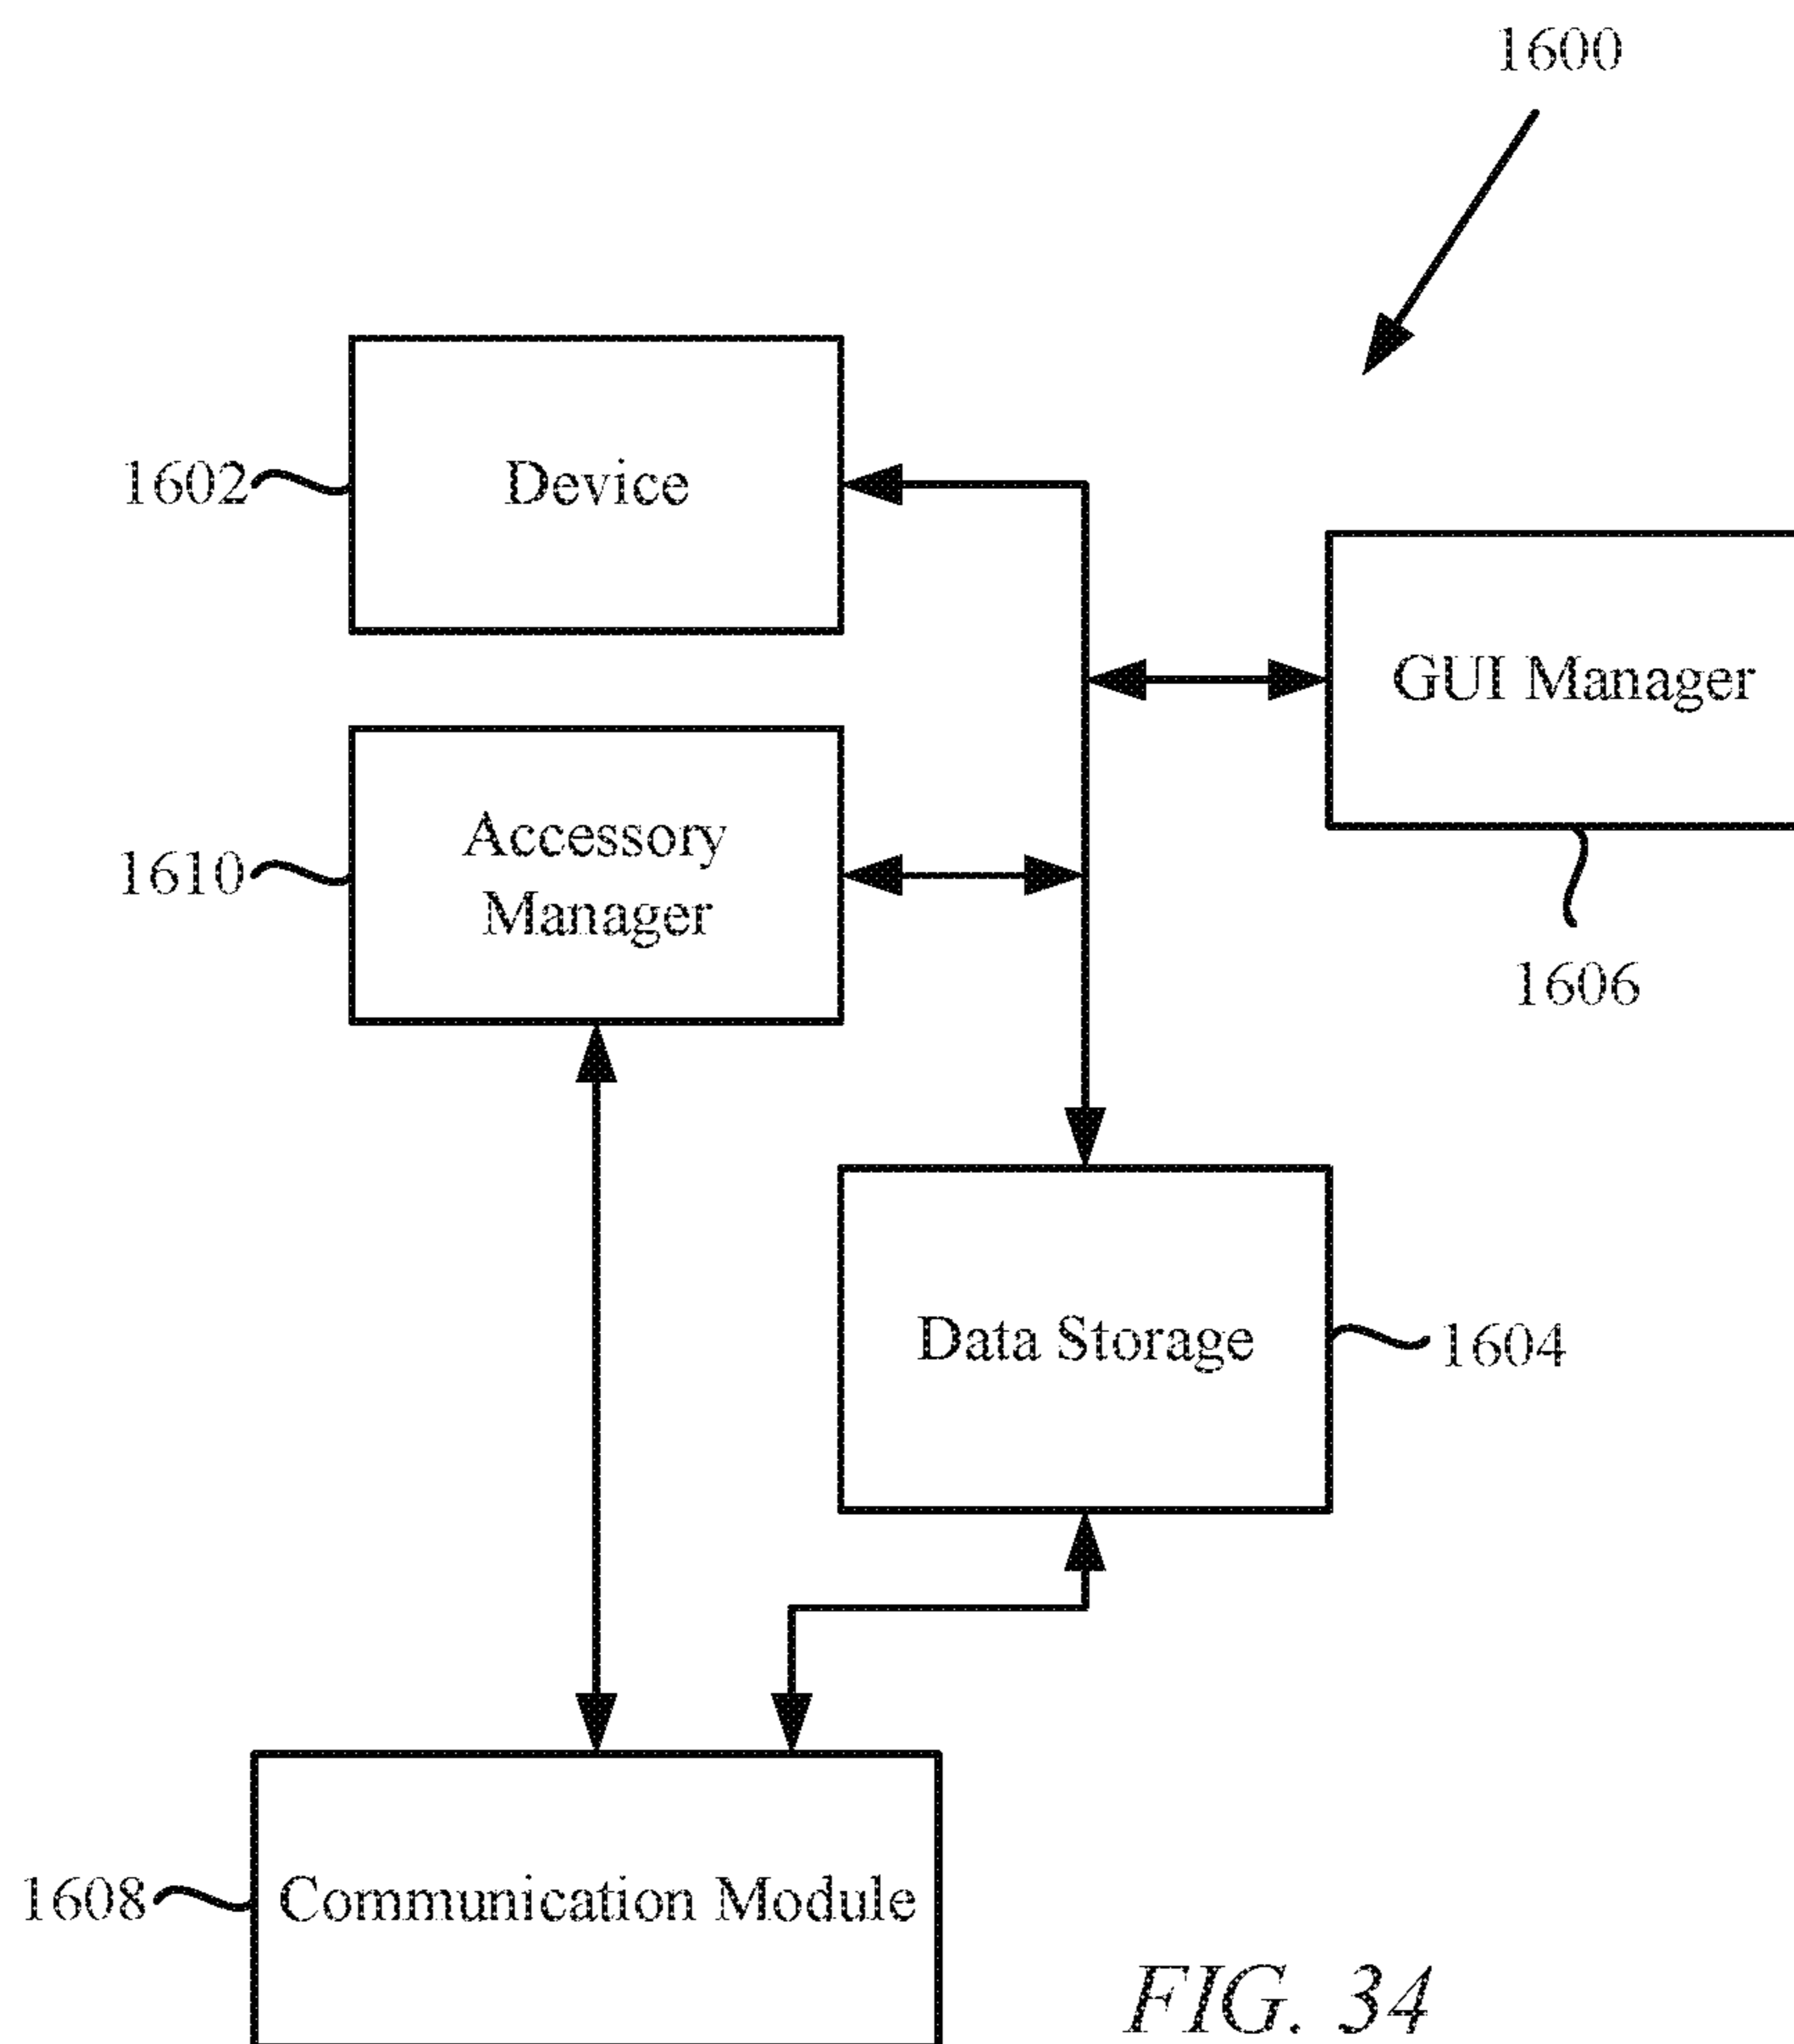 1600
1602
Device
GUI Manager
1610
Accessory
Manager
1606
Data Storage
1604
1608
Communication Module
FIG. 34